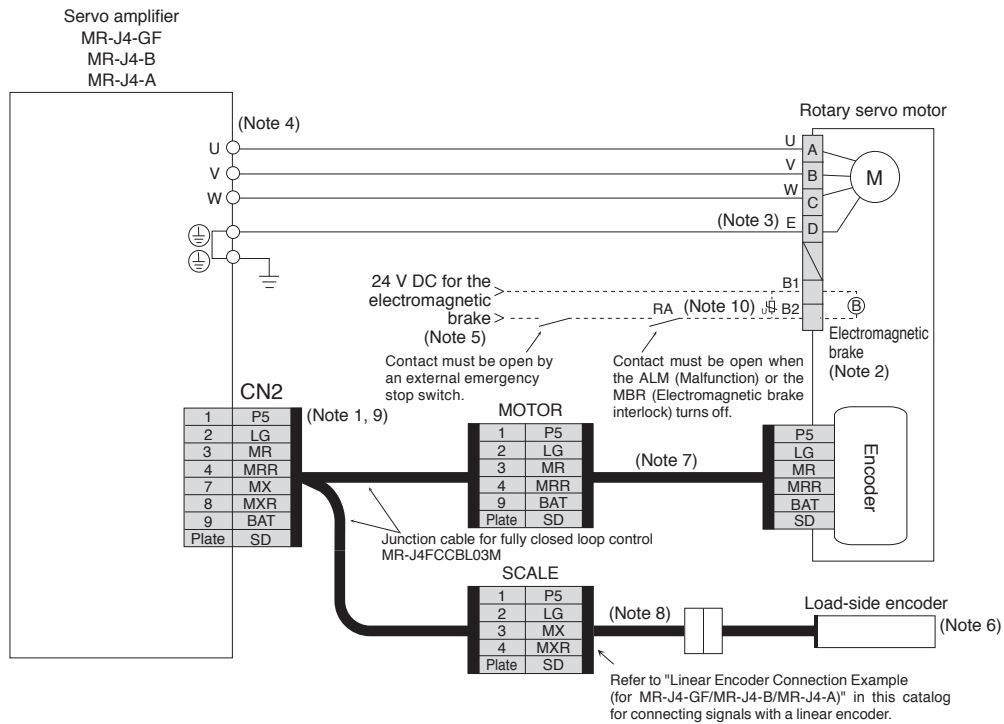 Servo amplifier
MR-J4-GF
MR-J4-B
MR-J4-A
Rotary servo motor
(Note 4)
U
V
W
U
V
W
(Note 3) E
A
B
C
D
M
24 V DC for the
electromagnetic
brake
(Note 5)
RA (Note 10)
B1
U
B2
B
Electromagnetic
brake
(Note 2)
Contact must be open by
an external emergency
stop switch.
Contact must be open when
the ALM (Malfunction) or the
MBR (Electromagnetic brake
interlock) turns off.
CN2
(Note 1, 9)
1 P5
2 LG
3 MR
4 MRR
7 MX
8 MXR
9 BAT
Plate SD
MOTOR
1 P5
2 LG
3 MR
4 MRR
9 BAT
Plate SD
(Note 7)
P5
LG
MR
MRR
BAT
SD
Encoder
Junction cable for fully closed loop control
MR-J4FCCBL03M
SCALE
1 P5
2 LG
3 MX
4 MXR
Plate SD
(Note 8)
Load-side encoder
(Note 6)
Refer to "Linear Encoder Connection Example
(for MR-J4-GF/MR-J4-B/MR-J4-A)" in this catalog
for connecting signals with a linear encoder.